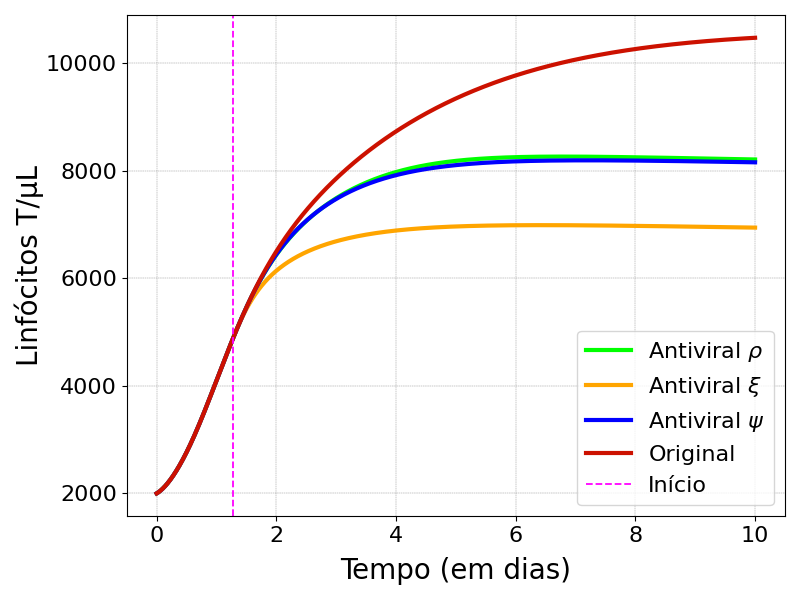 10000
8000
6000
4000
2000
Linfócitos T/μL
0 2 4 6 8 10
Tempo (em dias)
Antiviral ρ
Antiviral ξ
Antiviral ψ
Original
Início